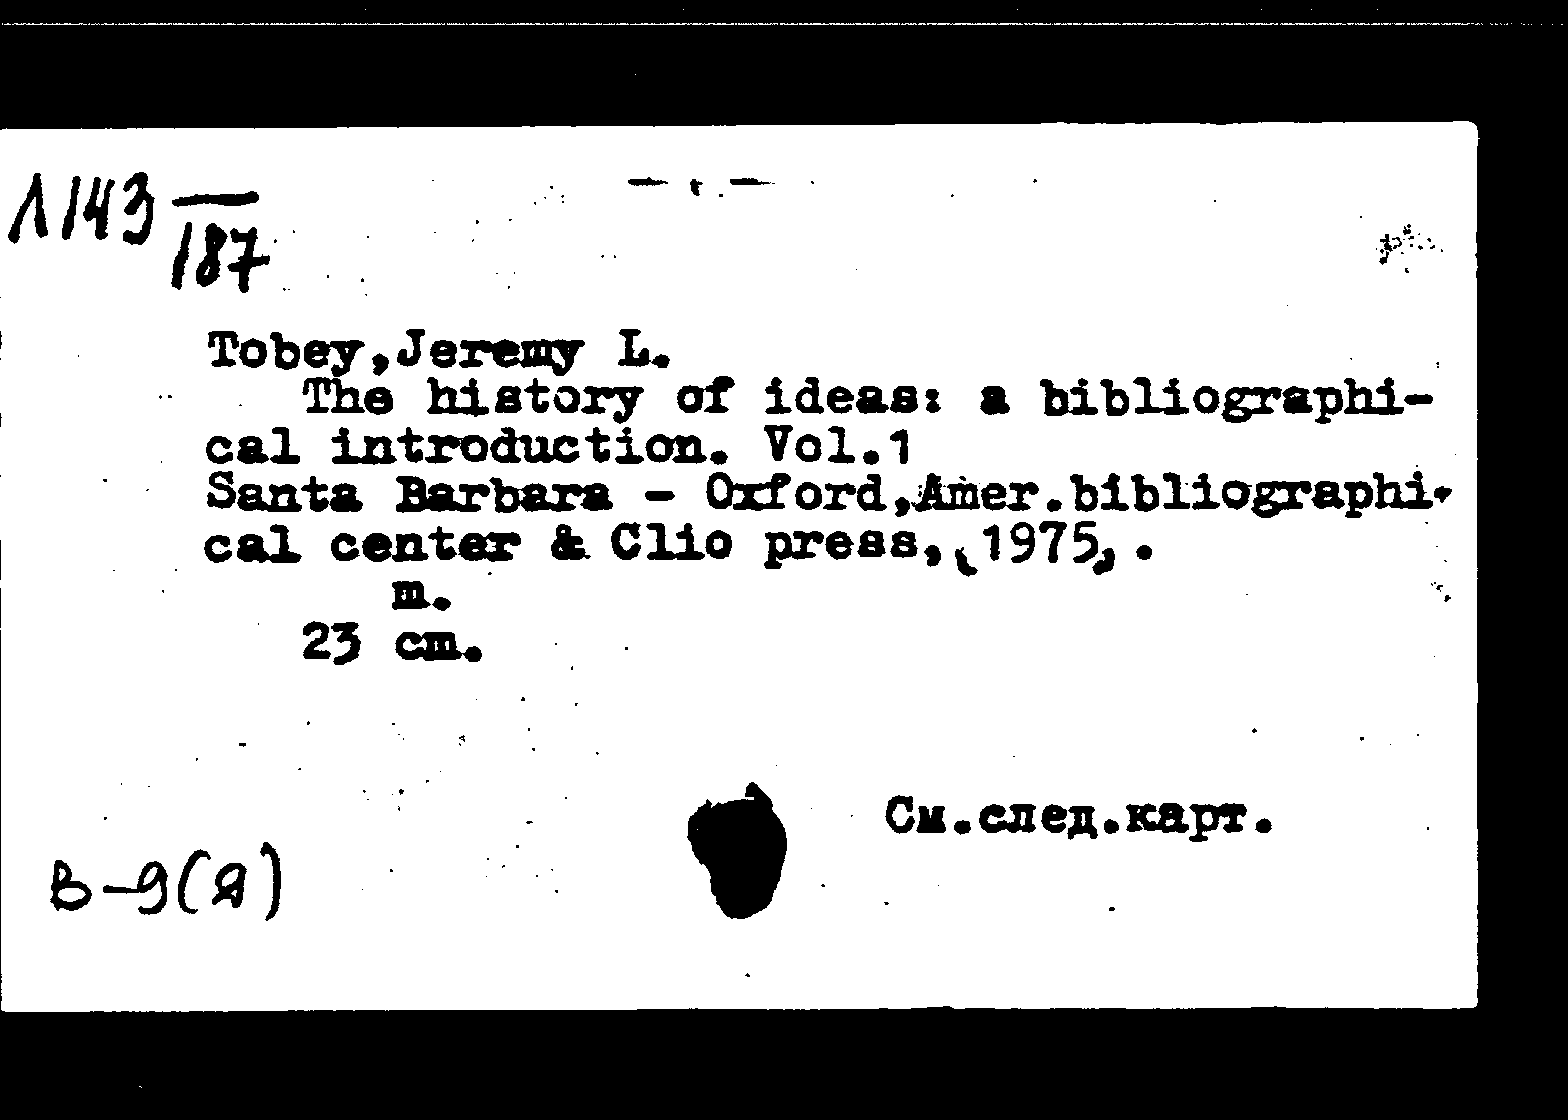 Л143 —
187
Tobey,Jeremy L.
The history of ideas: a bibliographi-
cal introduction. Vol.1
Santa Barbara - Oxford,Amer.bibliographi-
cal center & Clio press, 1975, .
m.
23 cm.
См.след.карт.
В-9(Я)